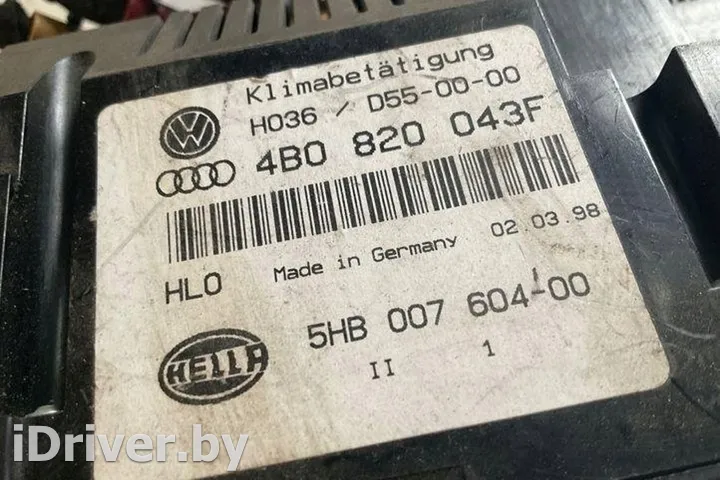 Klimabetätigung
H036 / D55-00-00
4B0 820 043F
HLO Made in Germany 02.03.98
5HB 007 604-00
HELLA II 1
iDriver.by